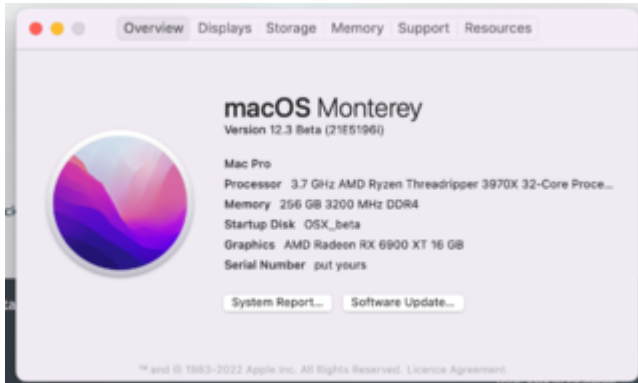 Overview Displays Storage Memory Support Resources
macOS Monterey
Version 12.3 Beta (21E5196i)
Mac Pro
Processor 3.7 GHz AMD Ryzen Threadripper 3970X 32-Core Proce...
Memory 256 GB 3200 MHz DDR4
Startup Disk OSX_beta
Graphics AMD Radeon RX 6900 XT 16 GB
Serial Number put yours
System Report... Software Update...
™ and © 1983-2022 Apple Inc. All Rights Reserved. Licence Agreement